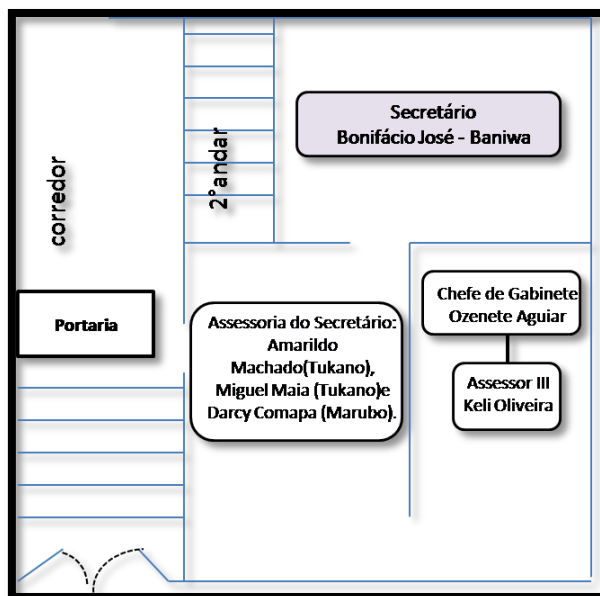 Secretário
Bonifácio José - Baniwa
2°andar
corredor
Portaria
Assessoria do Secretário:
Amarildo
Machado(Tukano),
Miguel Maia (Tukano)e
Darcy Comapa (Marubo).
Chefe de Gabinete
Ozenete Aguiar
Assessor III
Keli Oliveira